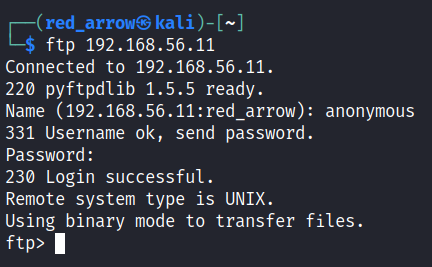 ┌──(red_arrow㉿kali)-[~]
└─$ ftp 192.168.56.11
Connected to 192.168.56.11.
220 pyftpdlib 1.5.5 ready.
Name (192.168.56.11:red_arrow): anonymous
331 Username ok, send password.
Password:
230 Login successful.
Remote system type is UNIX.
Using binary mode to transfer files.
ftp>